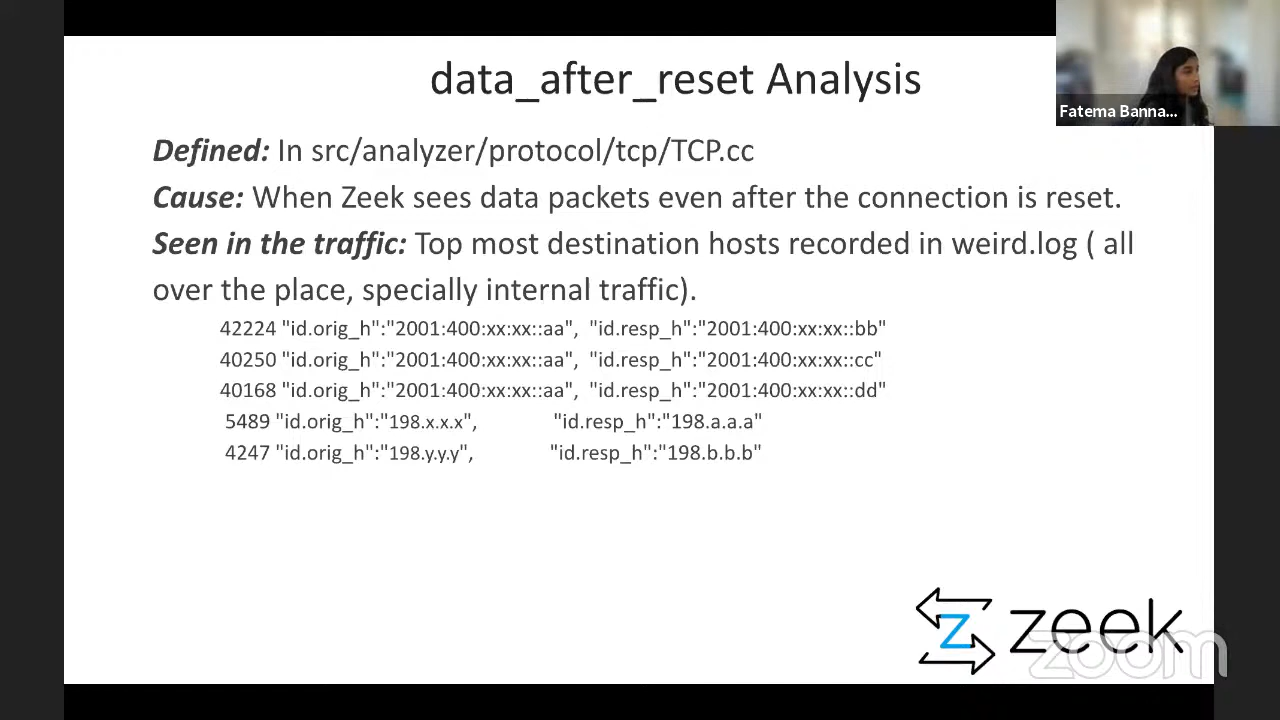 data_after_reset Analysis
Fatema Banna...
Defined: In src/analyzer/protocol/tcp/TCP.cc
Cause: When Zeek sees data packets even after the connection is reset.
Seen in the traffic: Top most destination hosts recorded in weird.log ( all
over the place, specially internal traffic).
42224 "id.orig_h":"2001:400:xx:xx::aa", "id.resp_h":"2001:400:xx:xx::bb"
40250 "id.orig_h":"2001:400:xx:xx::aa", "id.resp_h":"2001:400:xx:xx::cc"
40168 "id.orig_h":"2001:400:xx:xx::aa", "id.resp_h":"2001:400:xx:xx::dd"
5489 "id.orig_h":"198.x.x.x", "id.resp_h":"198.a.a.a"
4247 "id.orig_h":"198.y.y.y", "id.resp_h":"198.b.b.b"
z zeek
zoom